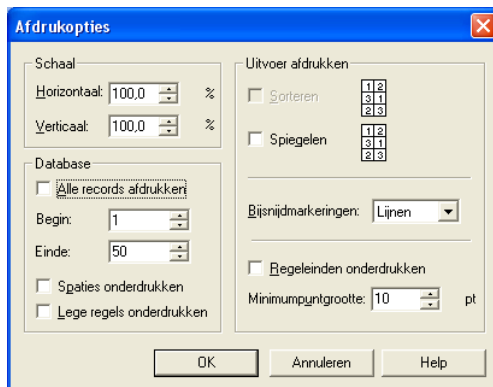 Afdrukopties
Schaal
Horizontaal: 100,0 %
Verticaal: 100,0 %
Database
Alle records afdrukken
Begin: 1
Einde: 50
Spaties onderdrukken
Lege regels onderdrukken
Uitvoer afdrukken
Sorteren
1 2
3 1
2 3
Spiegelen
1 2
3 1
2 3
Bijsnijdmarkeringen: Lijnen
Regeleinden onderdrukken
Minimumpuntgrootte: 10 pt
OK Annuleren Help